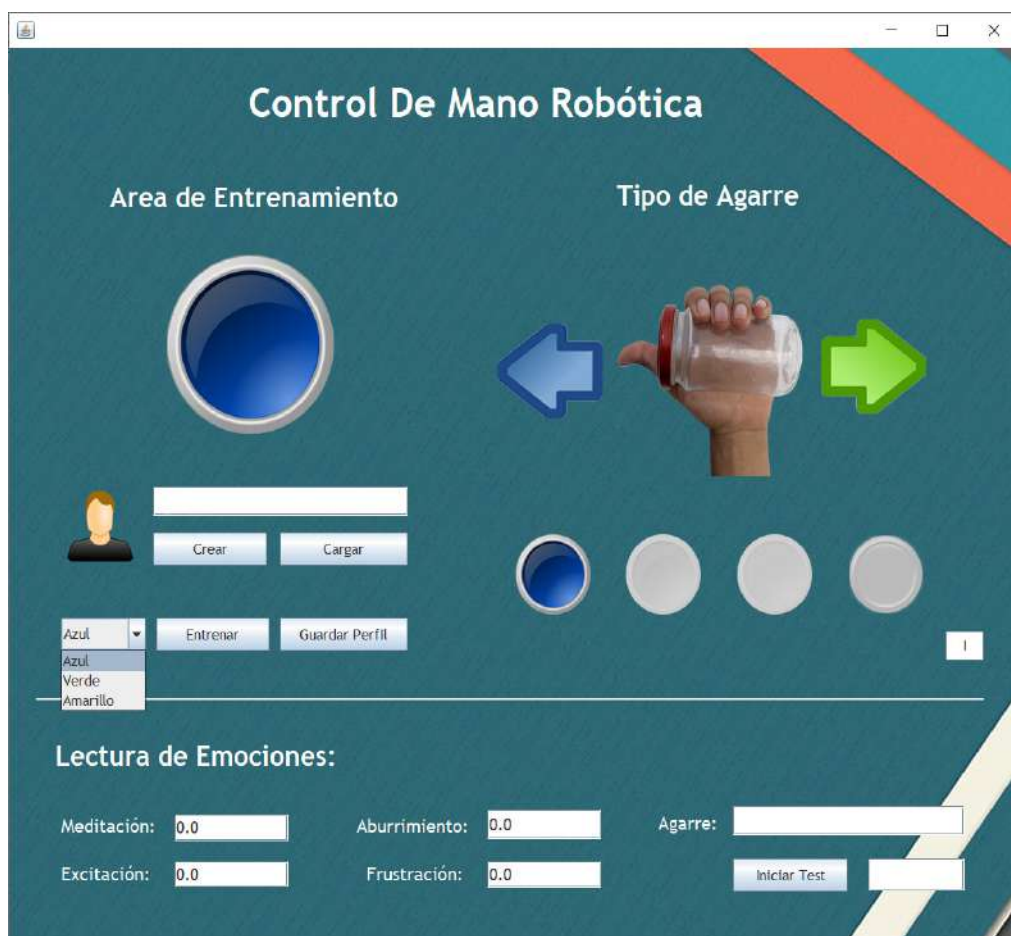 Control De Mano Robótica
Area de Entrenamiento
Tipo de Agarre
Crear
Cargar
Azul
Entrenar
Guardar Perfil
Azul
Verde
Amarillo
I
Lectura de Emociones:
Meditación: 0.0
Aburrimiento: 0.0
Agarre:
Excitación: 0.0
Frustración: 0.0
Iniciar Test